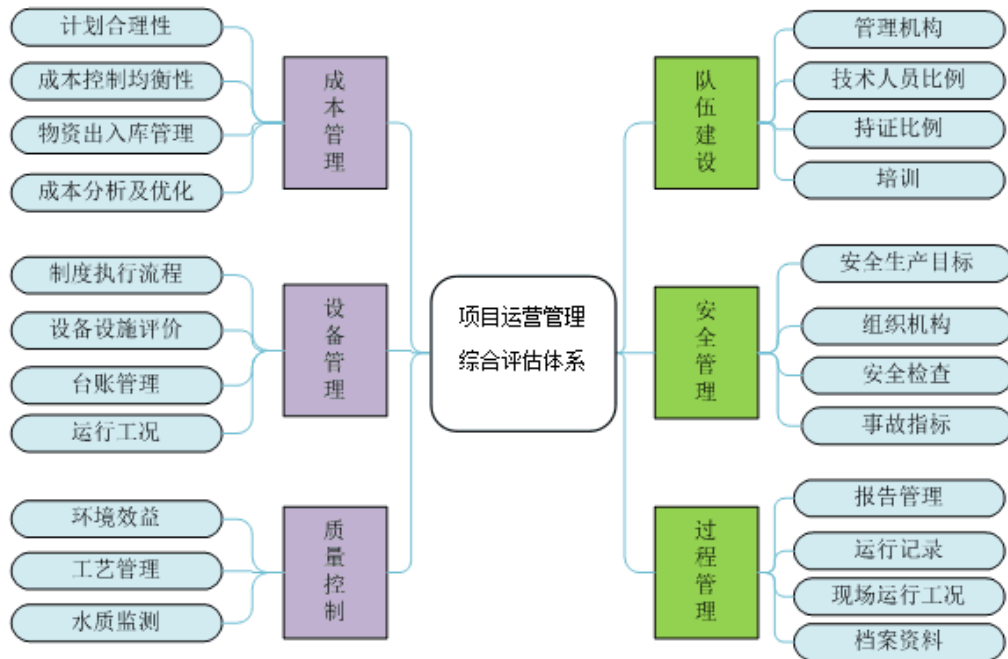 计划合理性
成本控制均衡性
物资出入库管理
成本分析及优化
成本管理
制度执行流程
设备设施评价
台账管理
运行工况
设备管理
环境效益
工艺管理
水质监测
质量控制
项目运营管理
综合评估体系
队伍建设
管理机构
技术人员比例
持证比例
培训
安全管理
安全生产目标
组织机构
安全检查
事故指标
过程管理
报告管理
运行记录
现场运行工况
档案资料